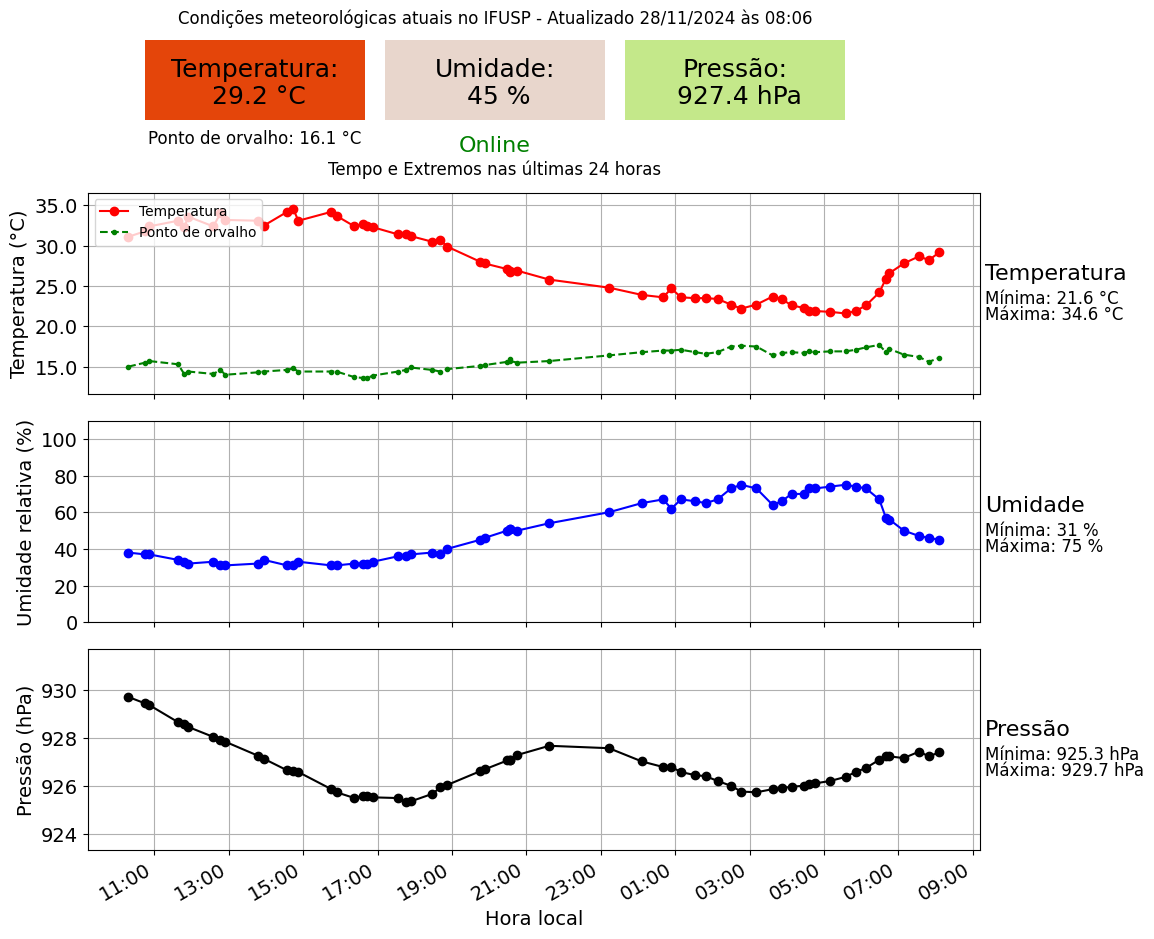 Condições meteorológicas atuais no IFUSP - Atualizado 28/11/2024 às 08:06
Temperatura:
29.2 °C
Umidade:
45 %
Pressão:
927.4 hPa
Ponto de orvalho: 16.1 °C
Online
Tempo e Extremos nas últimas 24 horas
Temperatura (°C)
35.0
30.0
25.0
20.0
15.0
Temperatura
Ponto de orvalho
Temperatura
Mínima: 21.6 °C
Máxima: 34.6 °C
Umidade relativa (%)
100
80
60
40
20
0
Umidade
Mínima: 31 %
Máxima: 75 %
Pressão (hPa)
930
928
926
924
Pressão
Mínima: 925.3 hPa
Máxima: 929.7 hPa
11:00 13:00 15:00 17:00 19:00 21:00 23:00 01:00 03:00 05:00 07:00 09:00
Hora local